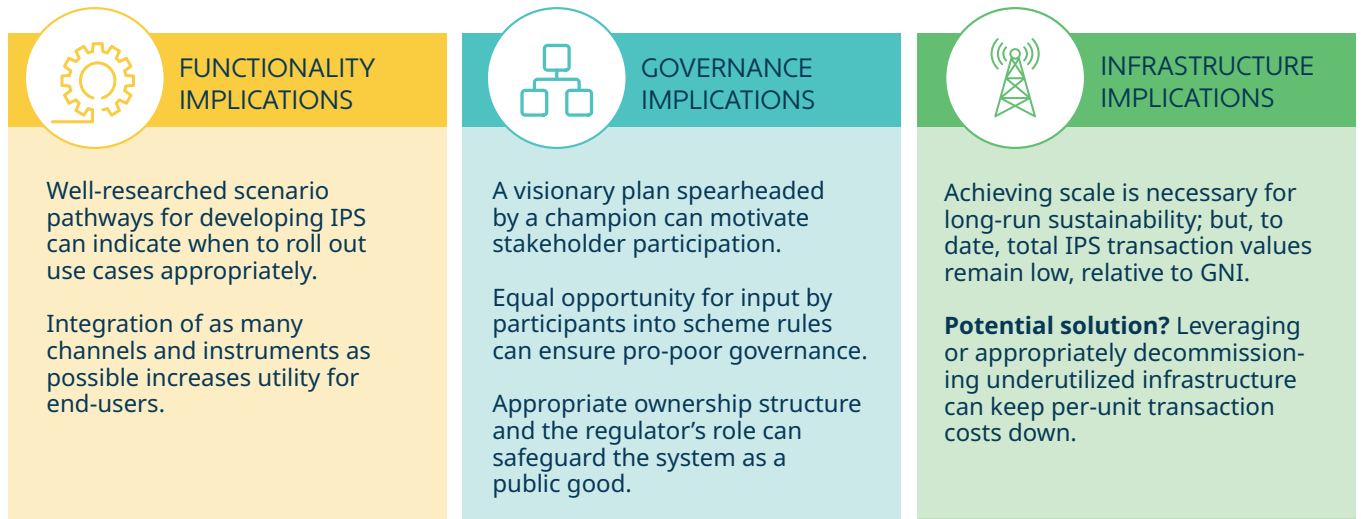 FUNCTIONALITY
IMPLICATIONS
Well-researched scenario
pathways for developing IPS
can indicate when to roll out
use cases appropriately.
Integration of as many
channels and instruments as
possible increases utility for
end-users.
GOVERNANCE
IMPLICATIONS
A visionary plan spearheaded
by a champion can motivate
stakeholder participation.
Equal opportunity for input by
participants into scheme rules
can ensure pro-poor governance.
Appropriate ownership structure
and the regulator’s role can
safeguard the system as a
public good.
INFRASTRUCTURE
IMPLICATIONS
Achieving scale is necessary for
long-run sustainability; but, to
date, total IPS transaction values
remain low, relative to GNI.
Potential solution? Leveraging
or appropriately decommission-
ing underutilized infrastructure
can keep per-unit transaction
costs down.